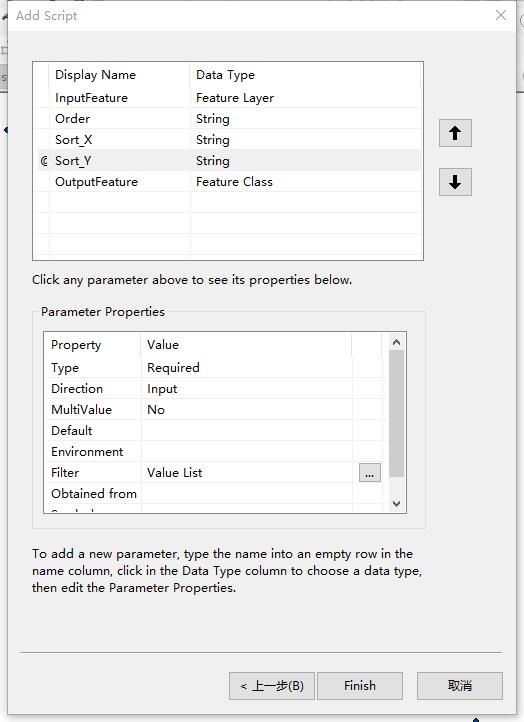 Add Script
Display Name Data Type
InputFeature Feature Layer
Order String
Sort_X String
Sort_Y String
OutputFeature Feature Class
Click any parameter above to see its properties below.
Parameter Properties
Property Value
Type Required
Direction Input
MultiValue No
Default
Environment
Filter Value List ...
Obtained from
To add a new parameter, type the name into an empty row in the
name column, click in the Data Type column to choose a data type,
then edit the Parameter Properties.
< 上一步(B) Finish 取消